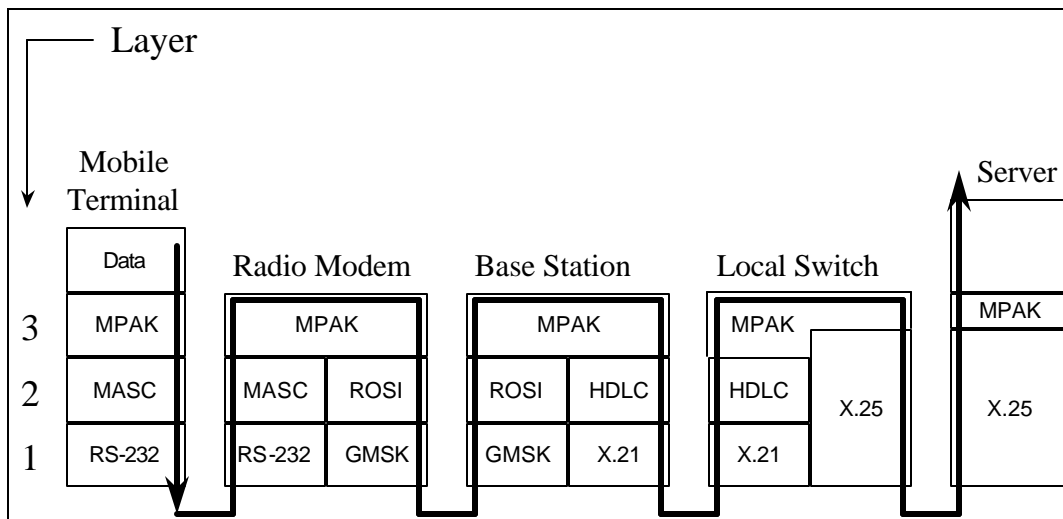 Layer
Mobile
Terminal
Server
Data
Radio Modem
Base Station
Local Switch
3
MPAK
MPAK
MPAK
MPAK
MPAK
2
MASC
MASC
ROSI
ROSI
HDLC
HDLC
X.25
X.25
1
RS-232
RS-232
GMSK
GMSK
X.21
X.21